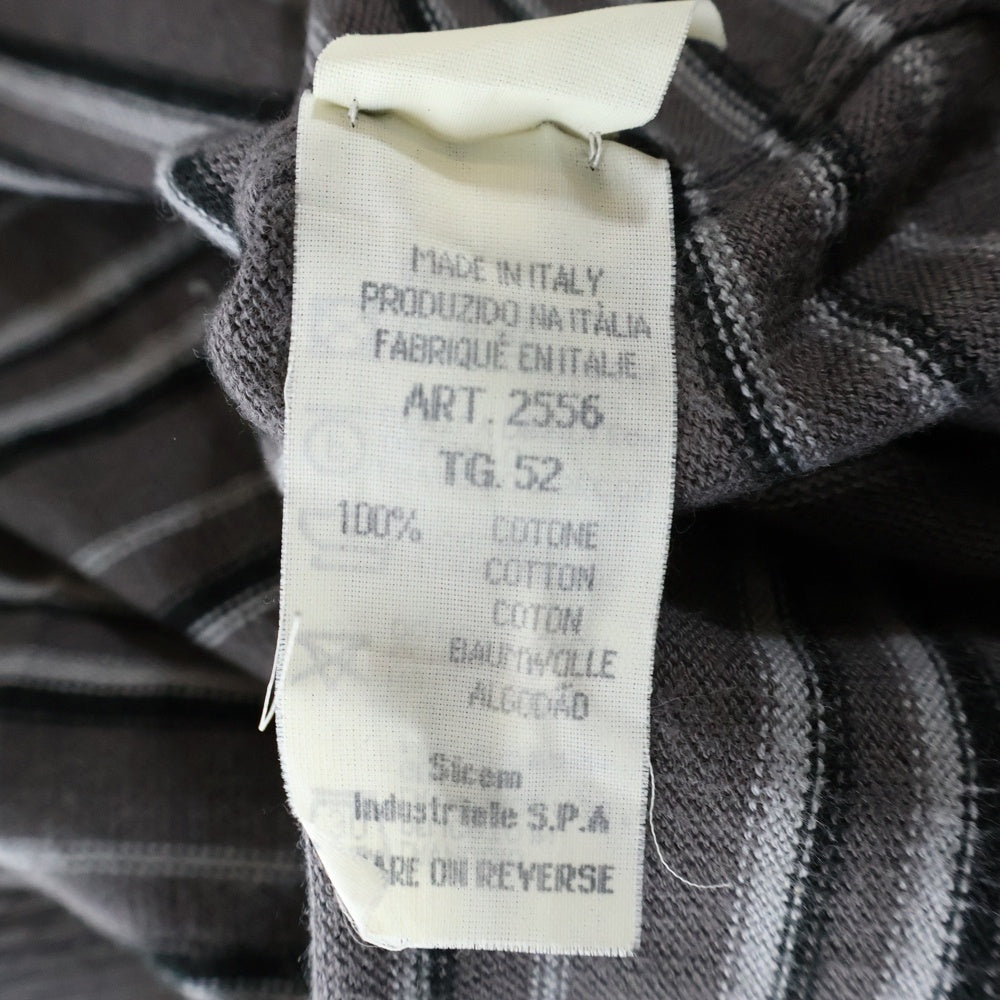 MADE IN ITALY
PRODUZIDO NA ITÀLIA
FABRIQUÉ EN ITALIE
ART. 2556
TG. 52
100% COTONE
COTTON
COTON
BAUMWOLLE
ALGODÃO
Sicem
Industriale S.P.A
CARE ON REVERSE